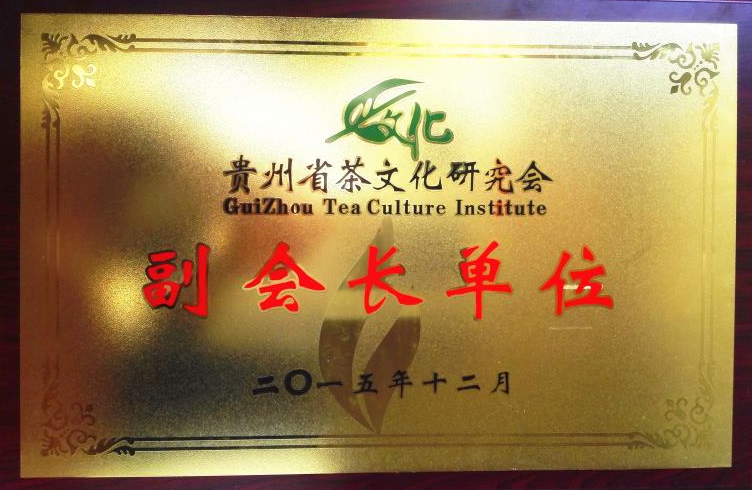 文化
贵州省茶文化研究会
GuiZhou Tea Culture Institute
副会长单位
二〇一五年十二月